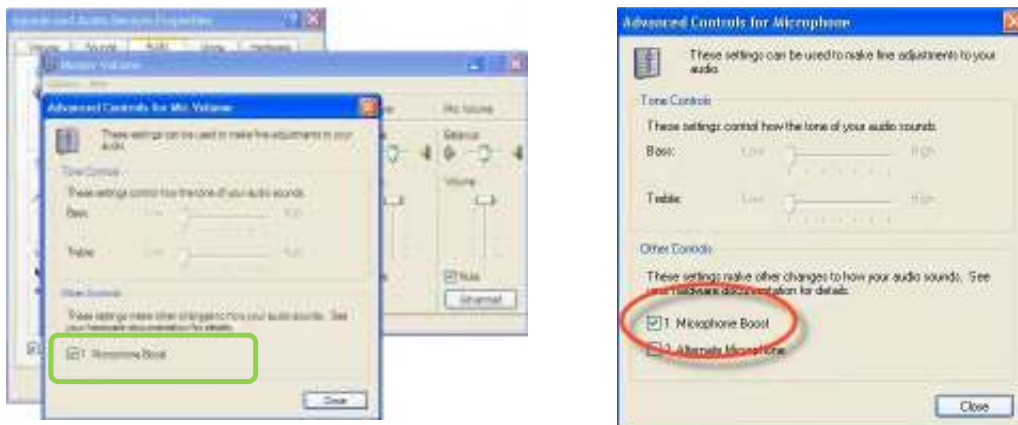 Sounds and Audio Devices Properties
Volume Sounds Audio Voice Hardware
Master Volume
Advanced Controls for Mic Volume
These settings can be used to make fine adjustments to your
audio.
Tone Controls
These settings control how the tone of your audio sounds.
Bass: Low High
Treble: Low High
Other Controls
These settings make other changes to how your audio sounds. See
your hardware documentation for details.
1 Microphone Boost
Close
Mic Volume
Balance:
Volume:
Mute
Advanced
Advanced Controls for Microphone
These settings can be used to make fine adjustments to your
audio.
Tone Controls
These settings control how the tone of your audio sounds.
Bass: Low High
Treble: Low High
Other Controls
These settings make other changes to how your audio sounds. See
your hardware documentation for details.
1 Microphone Boost
2 Alternate Microphone
Close